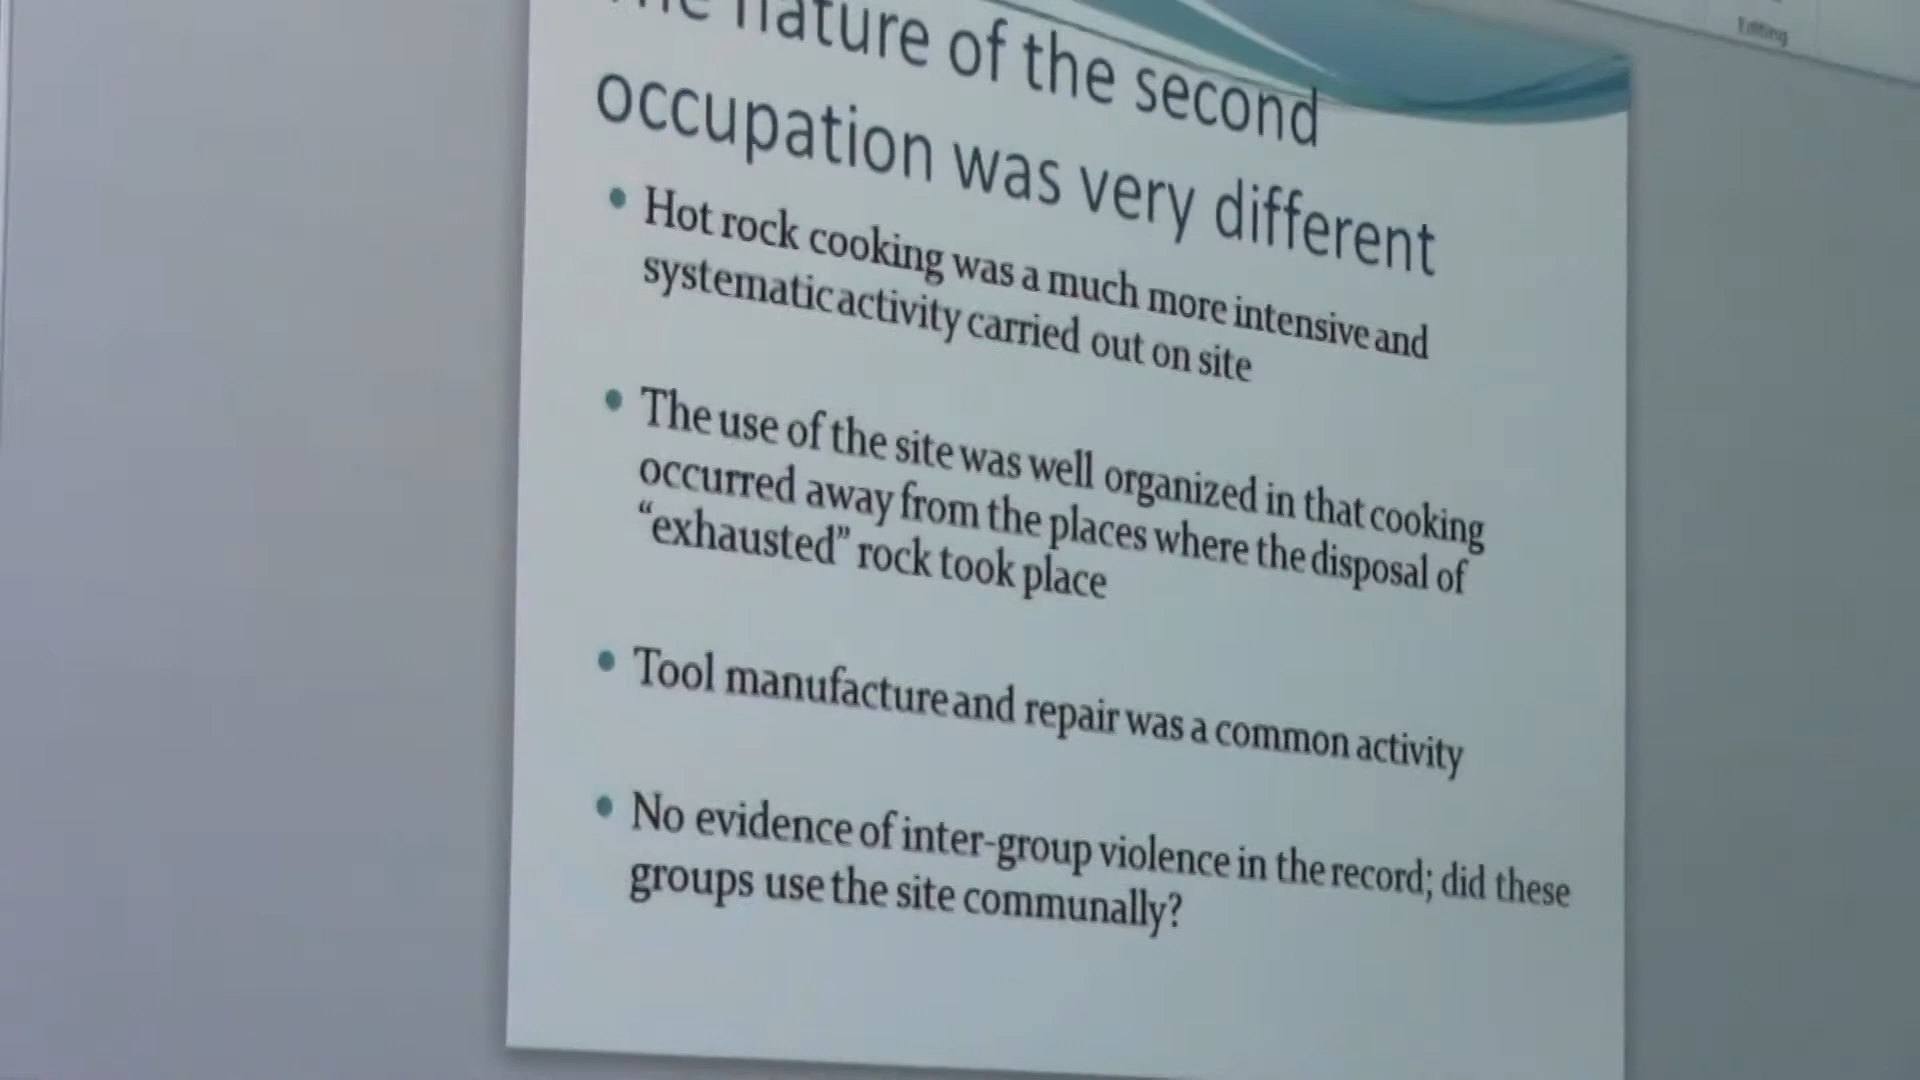 The nature of the second
occupation was very different
• Hot rock cooking was a much more intensive and
systematic activity carried out on site
• The use of the site was well organized in that cooking
occurred away from the places where the disposal of
“exhausted” rock took place
• Tool manufacture and repair was a common activity
• No evidence of inter-group violence in the record; did these
groups use the site communally?
Editing